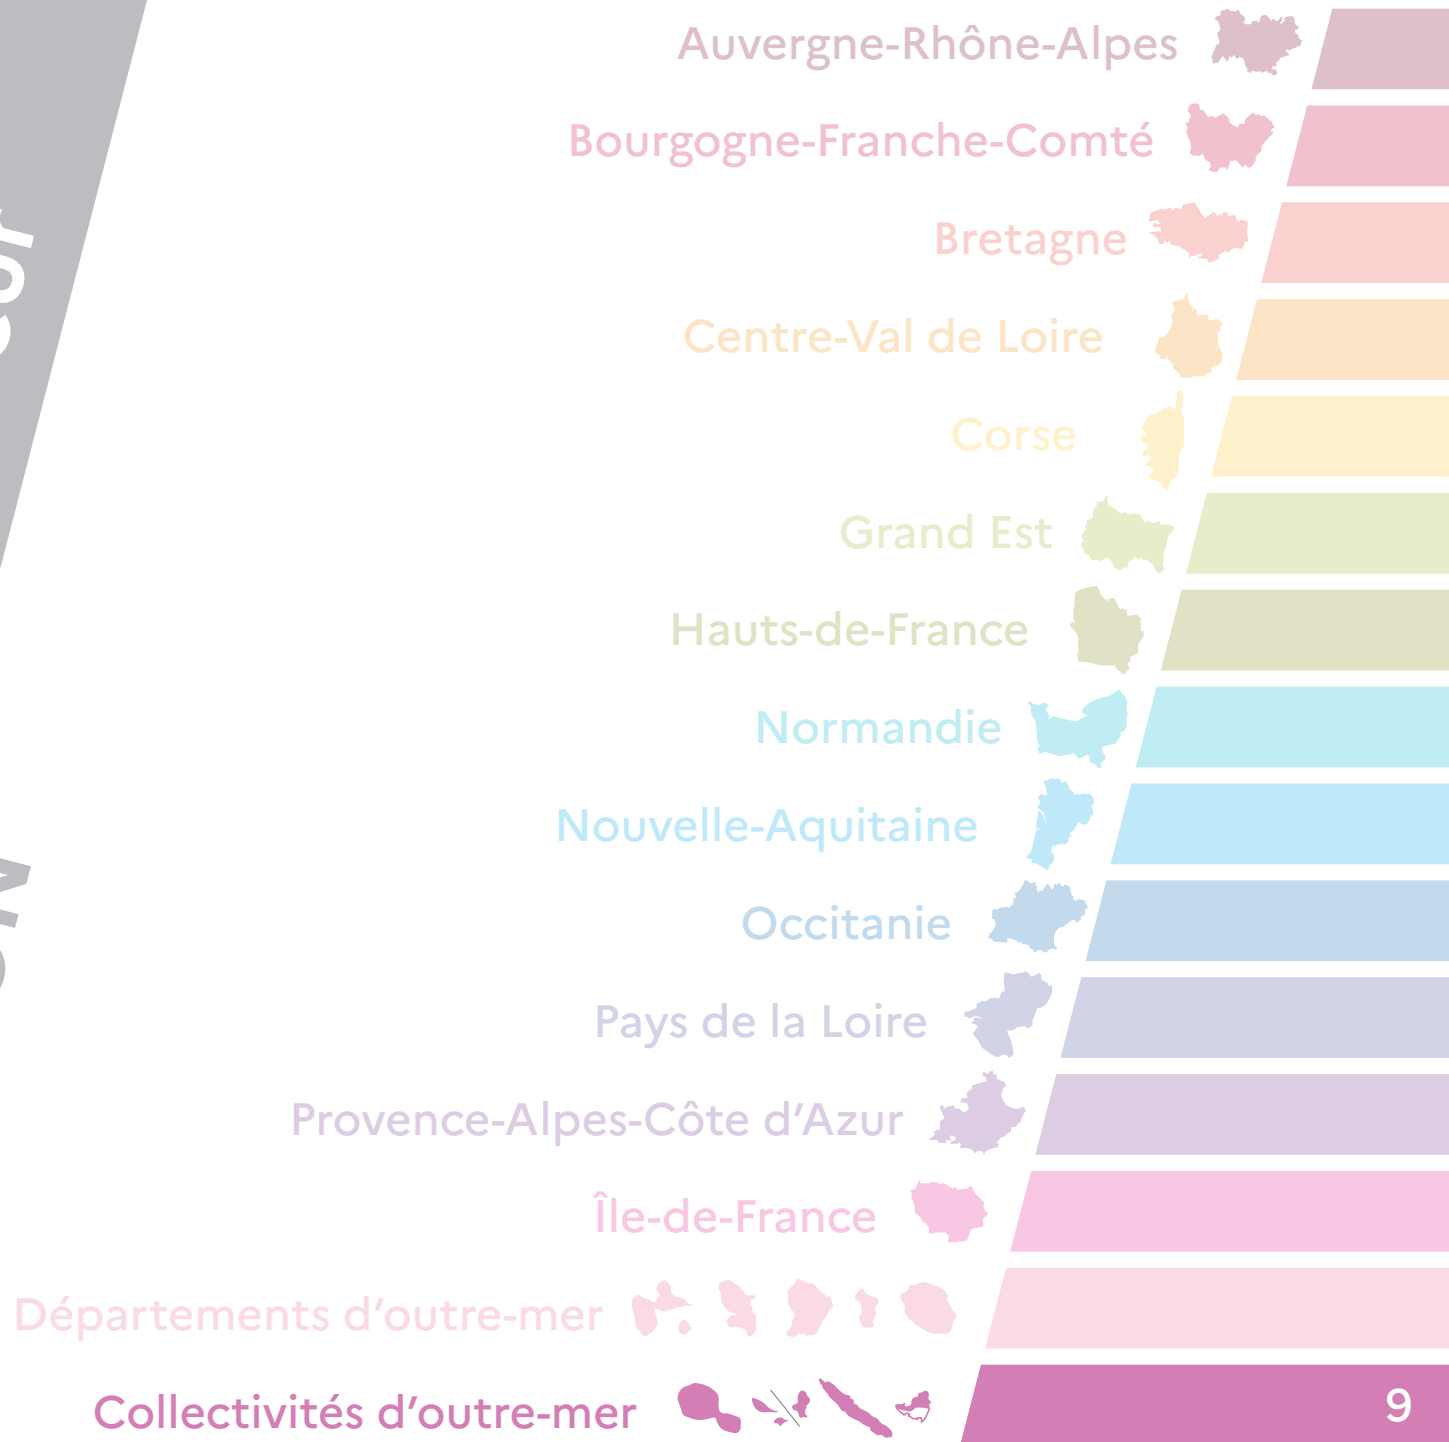 Auvergne-Rhône-Alpes
Bourgogne-Franche-Comté
Bretagne
Centre-Val de Loire
Corse
Grand Est
Hauts-de-France
Normandie
Nouvelle-Aquitaine
Occitanie
Pays de la Loire
Provence-Alpes-Côte d’Azur
Île-de-France
Départements d’outre-mer
Collectivités d’outre-mer
9